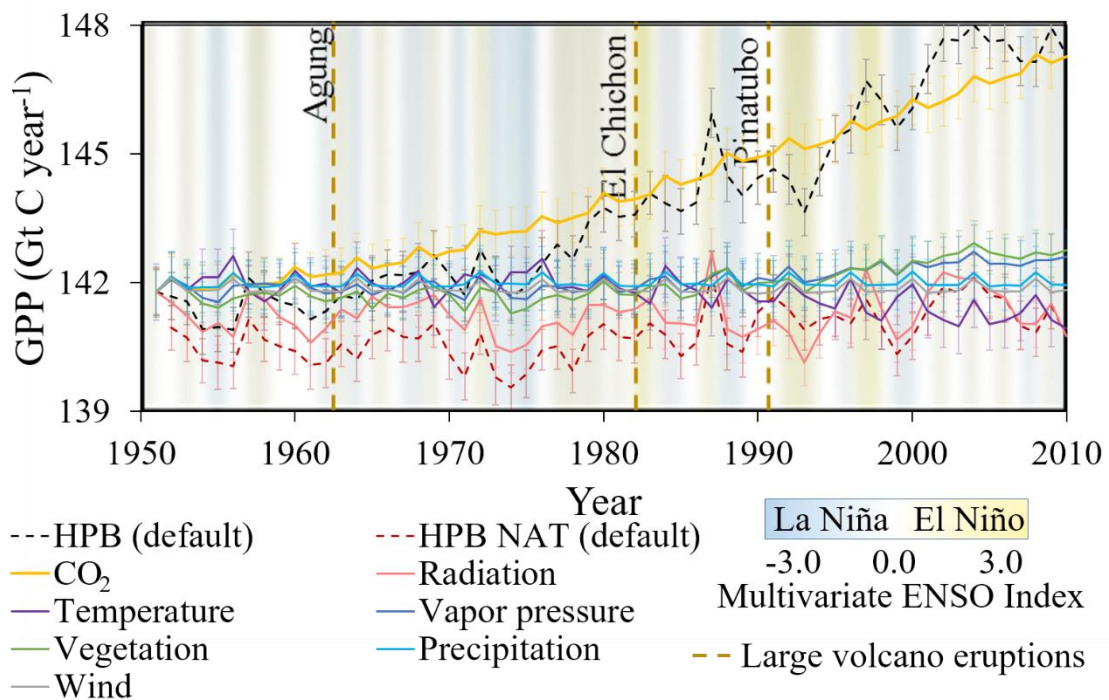 148
145
142
139
GPP (Gt C year-1)
Agung
El Chichon
Pinatubo
1950 1960 1970 1980 1990 2000 2010
Year
HPB (default)
HPB NAT (default)
CO2
Radiation
Temperature
Vapor pressure
Vegetation
Precipitation
Wind
La Niña El Niño
-3.0 0.0 3.0
Multivariate ENSO Index
Large volcano eruptions